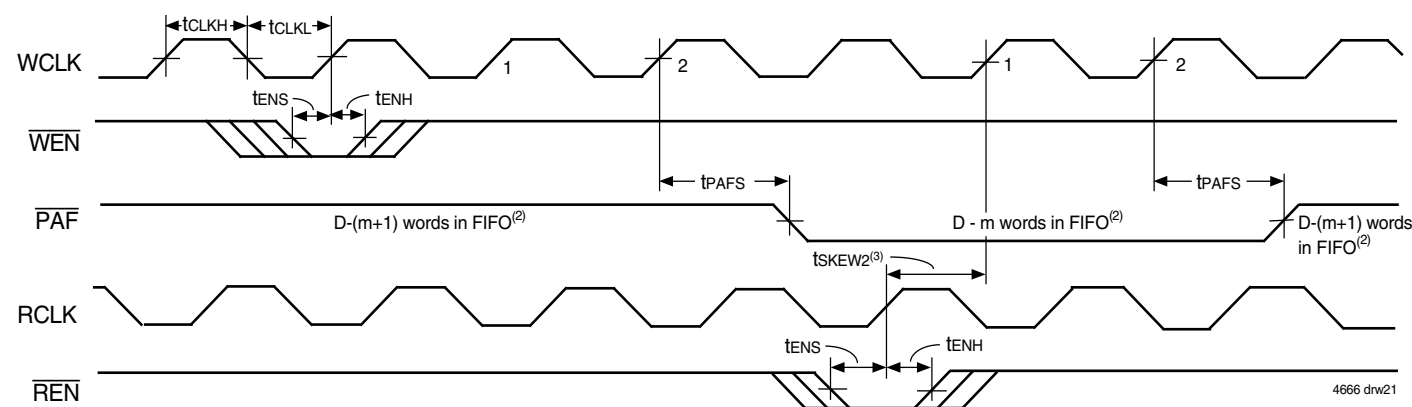 tCLKH tCLKL
WCLK 1 2 1 2
tENS tENH
WEN
tPAFS tPAFS
PAF D-(m+1) words in FIFO(2) D - m words in FIFO(2) D-(m+1) words
in FIFO(2)
tSKEW2(3)
RCLK
tENS tENH
REN
4666 drw21